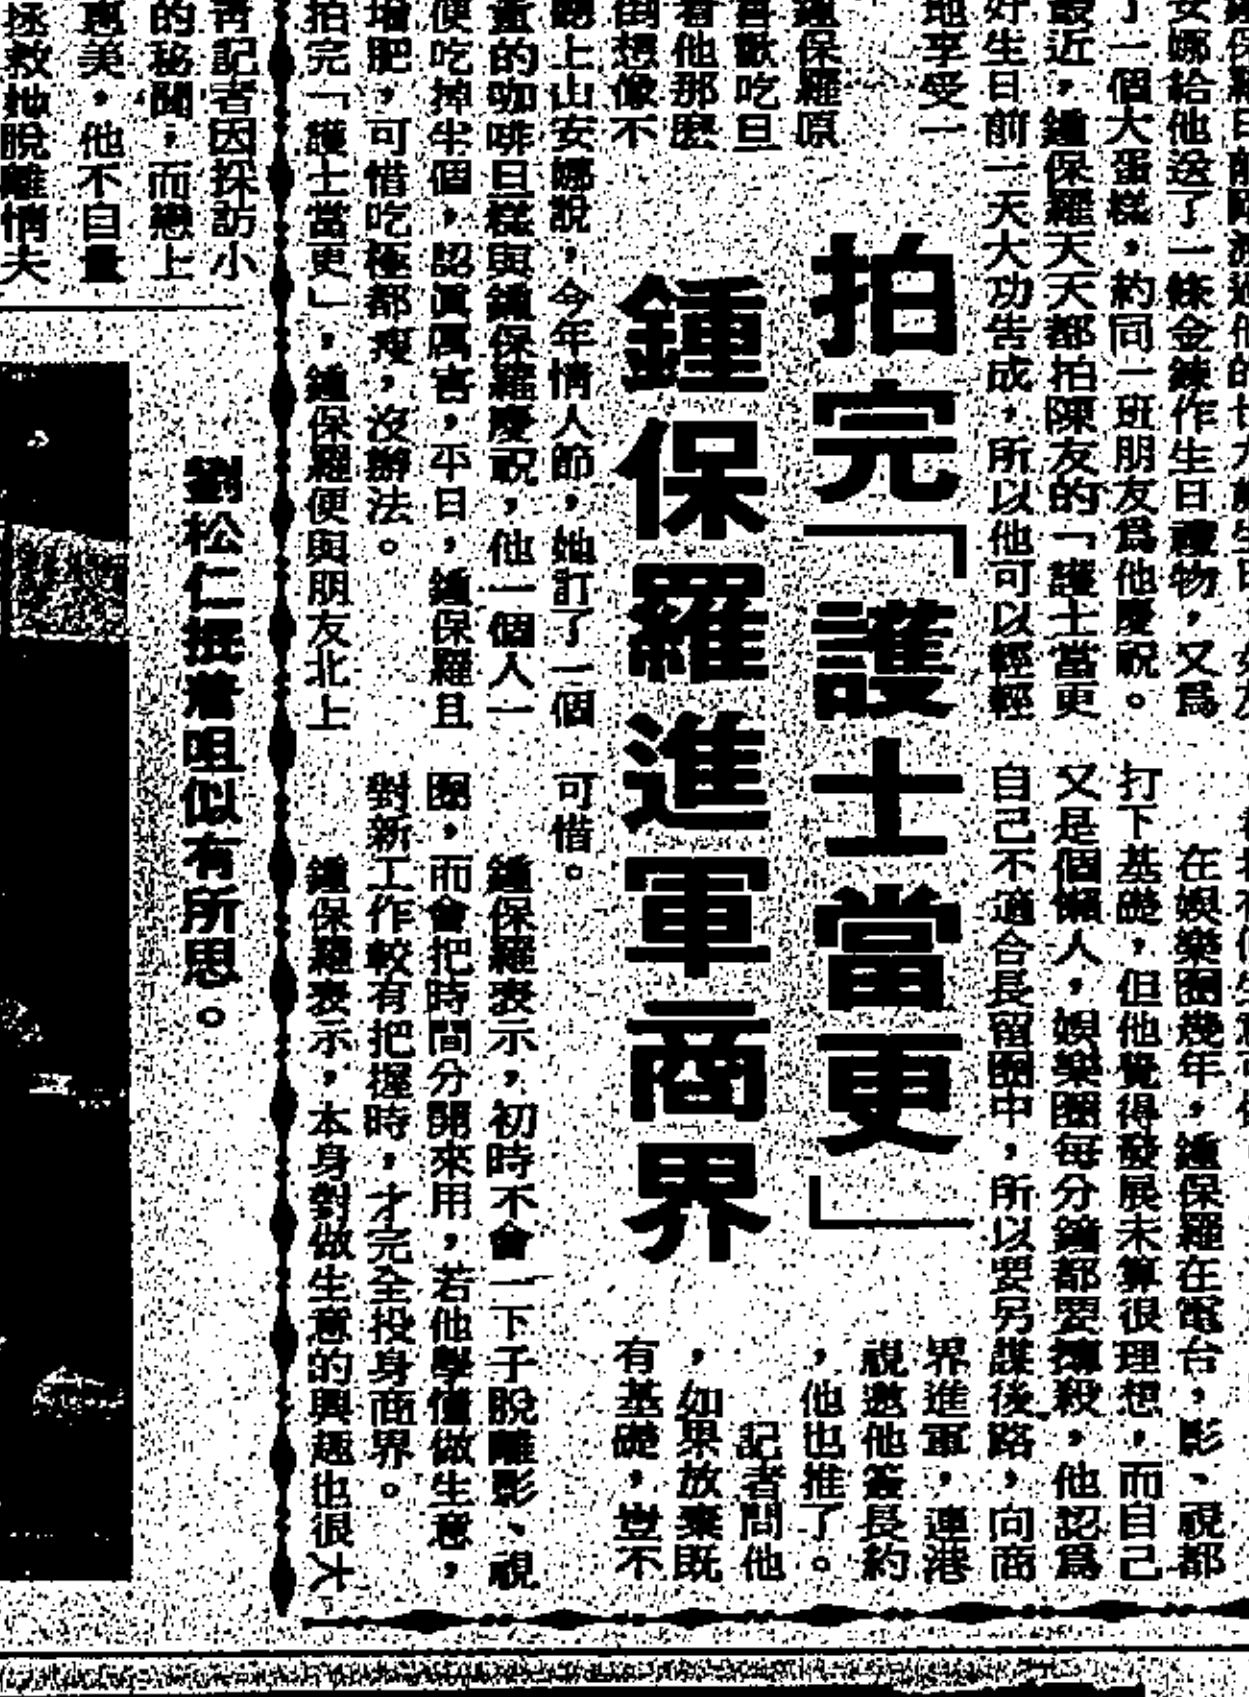 拍完「護士當更」
鍾保羅進軍商界
安娜給他送了一條金鍊作生日禮物，又爲
了一個大蛋糕，約同一班朋友爲他慶祝。
最近，鍾保羅天天都拍陳友的「護士當更
好生日前一天大功告成，所以他可以輕輕
地享受一
鍾保羅原
喜歡吃旦
看他那麽
倒想像不
上山安娜說，今年情人節，她訂了一個
重的咖啡旦糕與鍾保羅慶祝，他一個人一
便吃掉半個，認眞厲害，平日，鍾保羅且
增肥，可惜吃極都瘦，沒辦法。
拍完「護士當更」，鍾保羅便與朋友北上
在娛樂圈幾年，鍾保羅在電台、影、視都
打下基礎，但他覺得發展未算很理想，而自己
又是個懶人，娛樂圈每分鐘都要搏殺，他認爲
自己不適合長留圈中，所以要另謀後路，向商
界進軍，連港
視邀他簽長約
，他也推了。
記者問他
，如果放棄既
有基礎，豈不
可惜。
鍾保羅表示，初時不會一下子脫離影、視
圈，而會把時間分開來用，若他學懂做生意，
對新工作較有把握時，才完全投身商界。
鍾保羅表示，本身對做生意的興趣也很大
靑記者因採訪小
的秘聞，而戀上
惠美，他不自量
拯救她脫離情夫
劉松仁撰着咀似有所思。